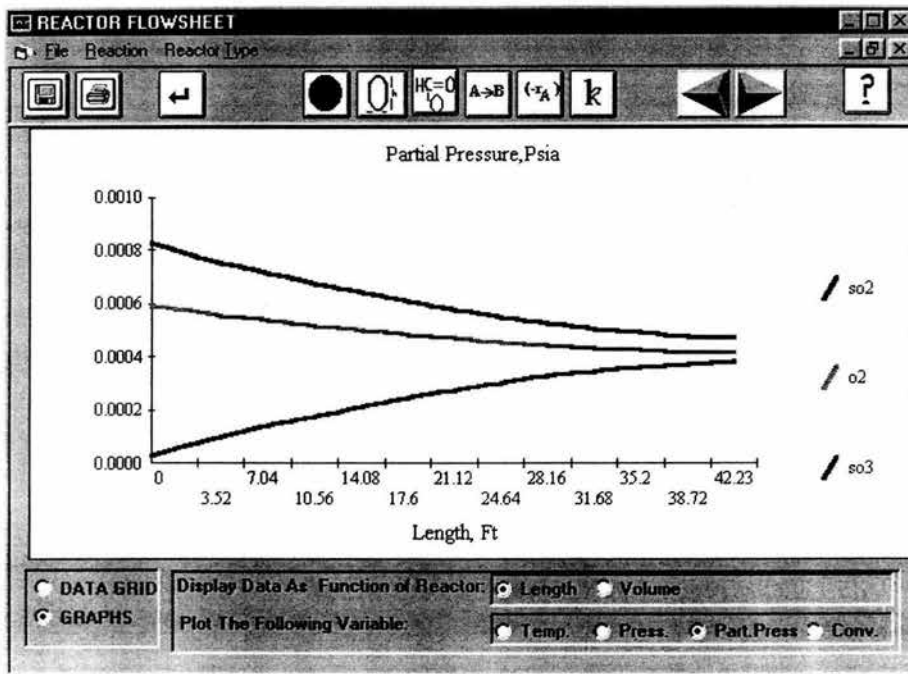 REACTOR FLOWSHEET
File Reaction Reactor Type
HC=O A→B (-rA) k ?
Partial Pressure,Psia
0.0010
0.0008
0.0006
0.0004
0.0002
0.0000
so2
o2
so3
0 7.04 14.08 21.12 28.16 35.2 42.23
3.52 10.56 17.6 24.64 31.68 38.72
Length, Ft
DATA GRID
GRAPHS
Display Data As Function of Reactor: Length Volume
Plot The Following Variable: Temp. Press. Part.Press Conv.